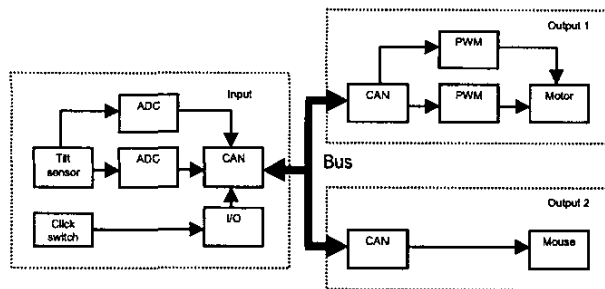 Input
ADC
Tilt
sensor
ADC
CAN
Click
switch
I/O
Bus
Output 1
PWM
CAN
PWM
Motor
Output 2
CAN
Mouse